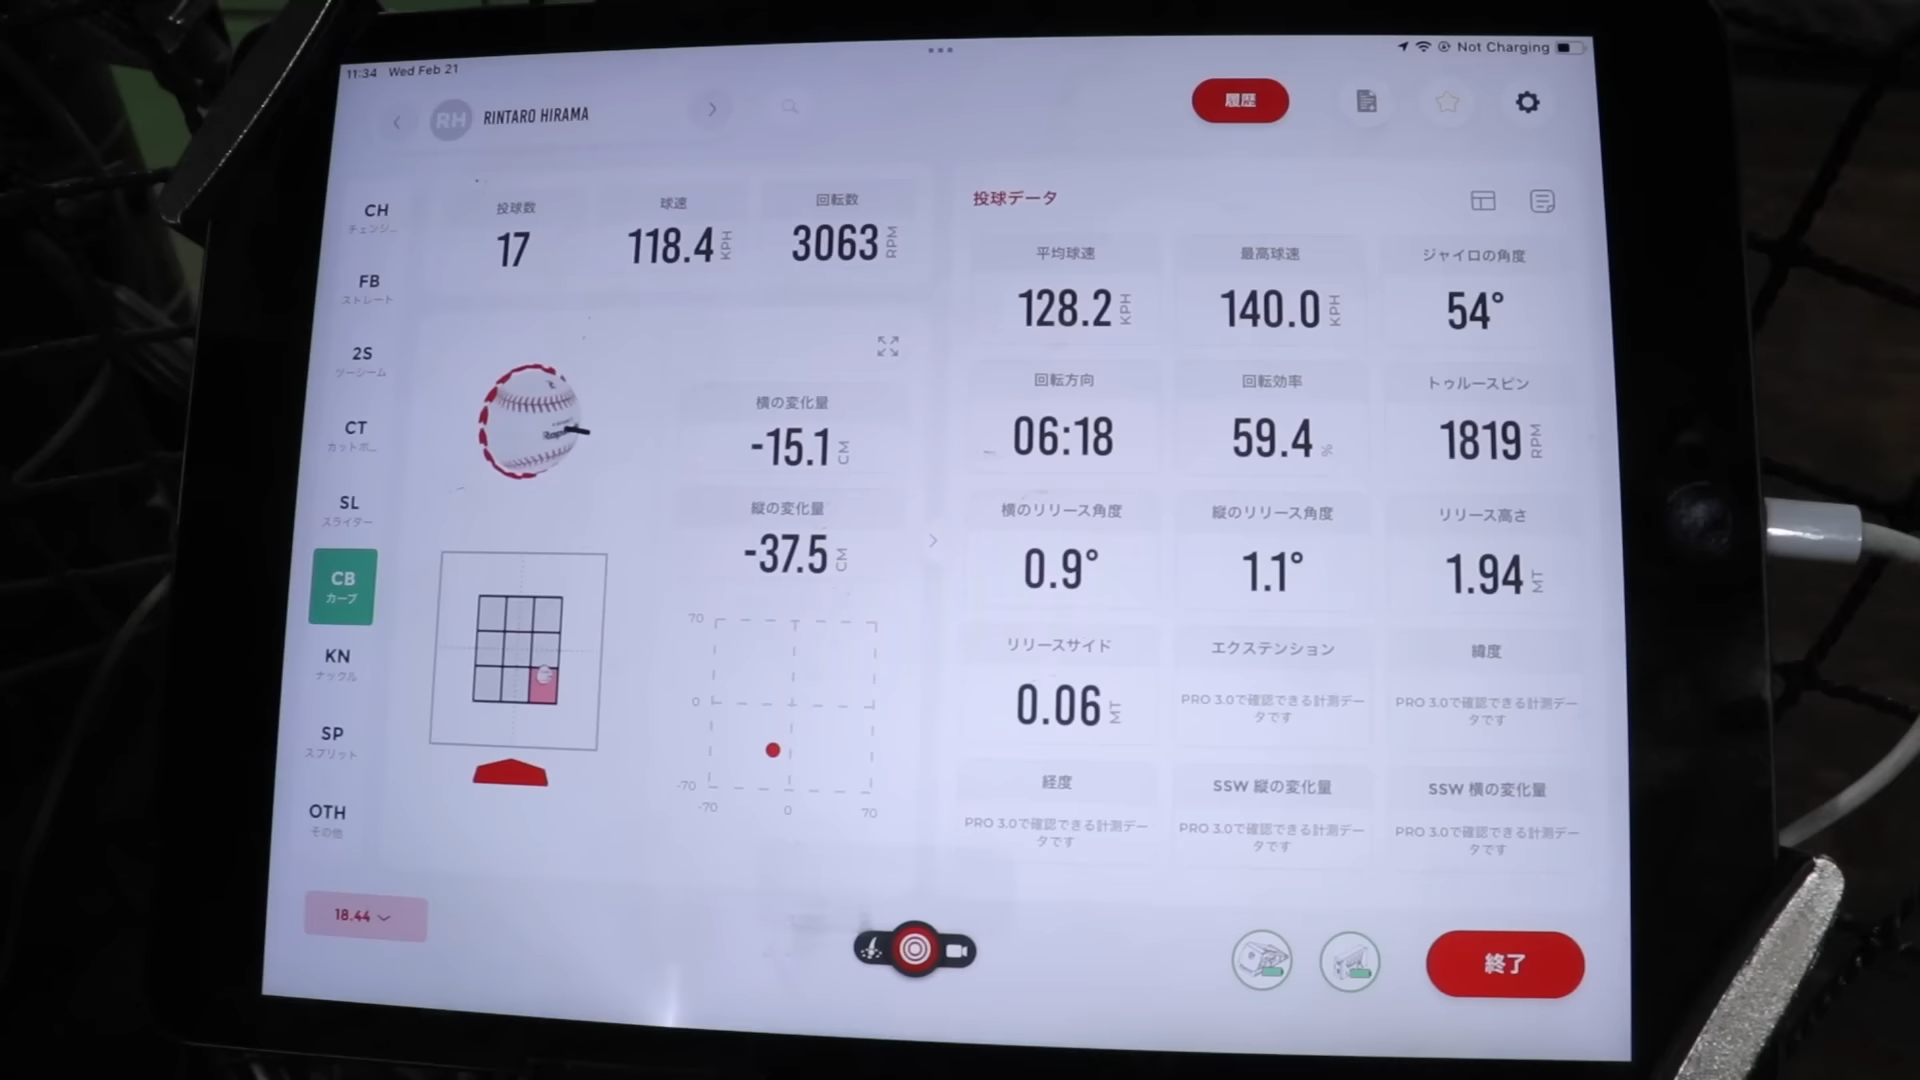 11:34 Wed Feb 21
Not Charging
RH RINTARO HIRAMA
履歴
CH
チェンジ...
FB
ストレート
2S
ツーシーム
CT
カットボ...
SL
スライダー
CB
カーブ
KN
ナックル
SP
スプリット
OTH
その他
18.44
投球数
17
球速
118.4 KPH
回転数
3063 RPM
横の変化量
-15.1 CM
縦の変化量
-37.5 CM
70
0
-70
-70 0 70
投球データ
平均球速
128.2 KPH
最高球速
140.0 KPH
ジャイロの角度
54°
回転方向
06:18
回転効率
59.4 %
トゥルースピン
1819 RPM
横のリリース角度
0.9°
縦のリリース角度
1.1°
リリース高さ
1.94 MT
リリースサイド
0.06 MT
エクステンション
PRO 3.0で確認できる計測デー
タです
緯度
PRO 3.0で確認できる計測デー
タです
経度
PRO 3.0で確認できる計測デー
タです
SSW 縦の変化量
PRO 3.0で確認できる計測デー
タです
SSW 横の変化量
PRO 3.0で確認できる計測デー
タです
終了